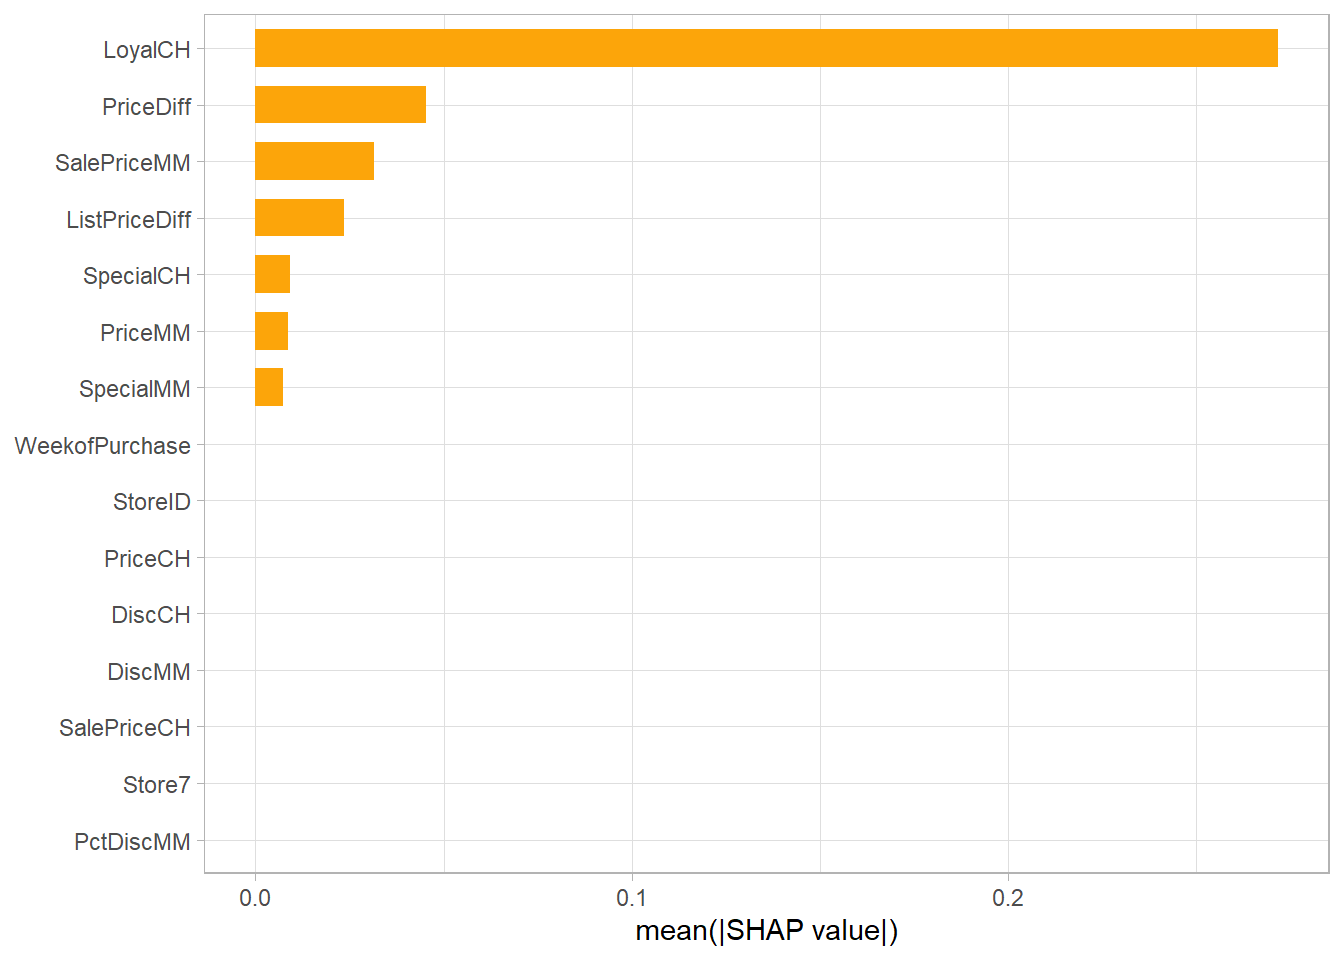 LoyalCH
PriceDiff
SalePriceMM
ListPriceDiff
SpecialCH
PriceMM
SpecialMM
WeekofPurchase
StoreID
PriceCH
DiscCH
DiscMM
SalePriceCH
Store7
PctDiscMM
0.0 0.1 0.2
mean(|SHAP value|)